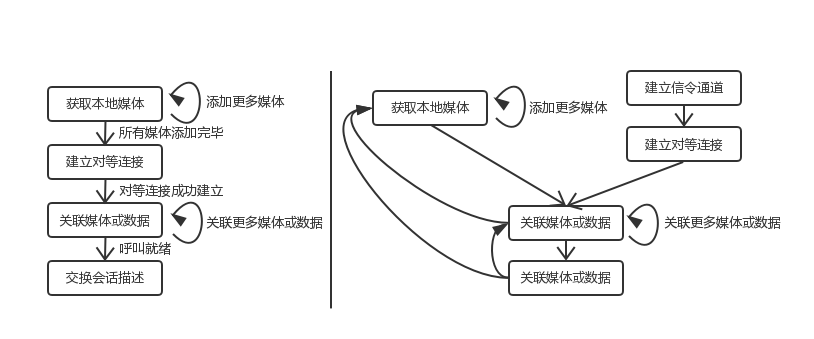 获取本地媒体
添加更多媒体
所有媒体添加完毕
建立对等连接
对等连接成功建立
关联媒体或数据
关联更多媒体或数据
呼叫就绪
交换会话描述
获取本地媒体
添加更多媒体
建立信令通道
建立对等连接
关联媒体或数据
关联更多媒体或数据
关联媒体或数据